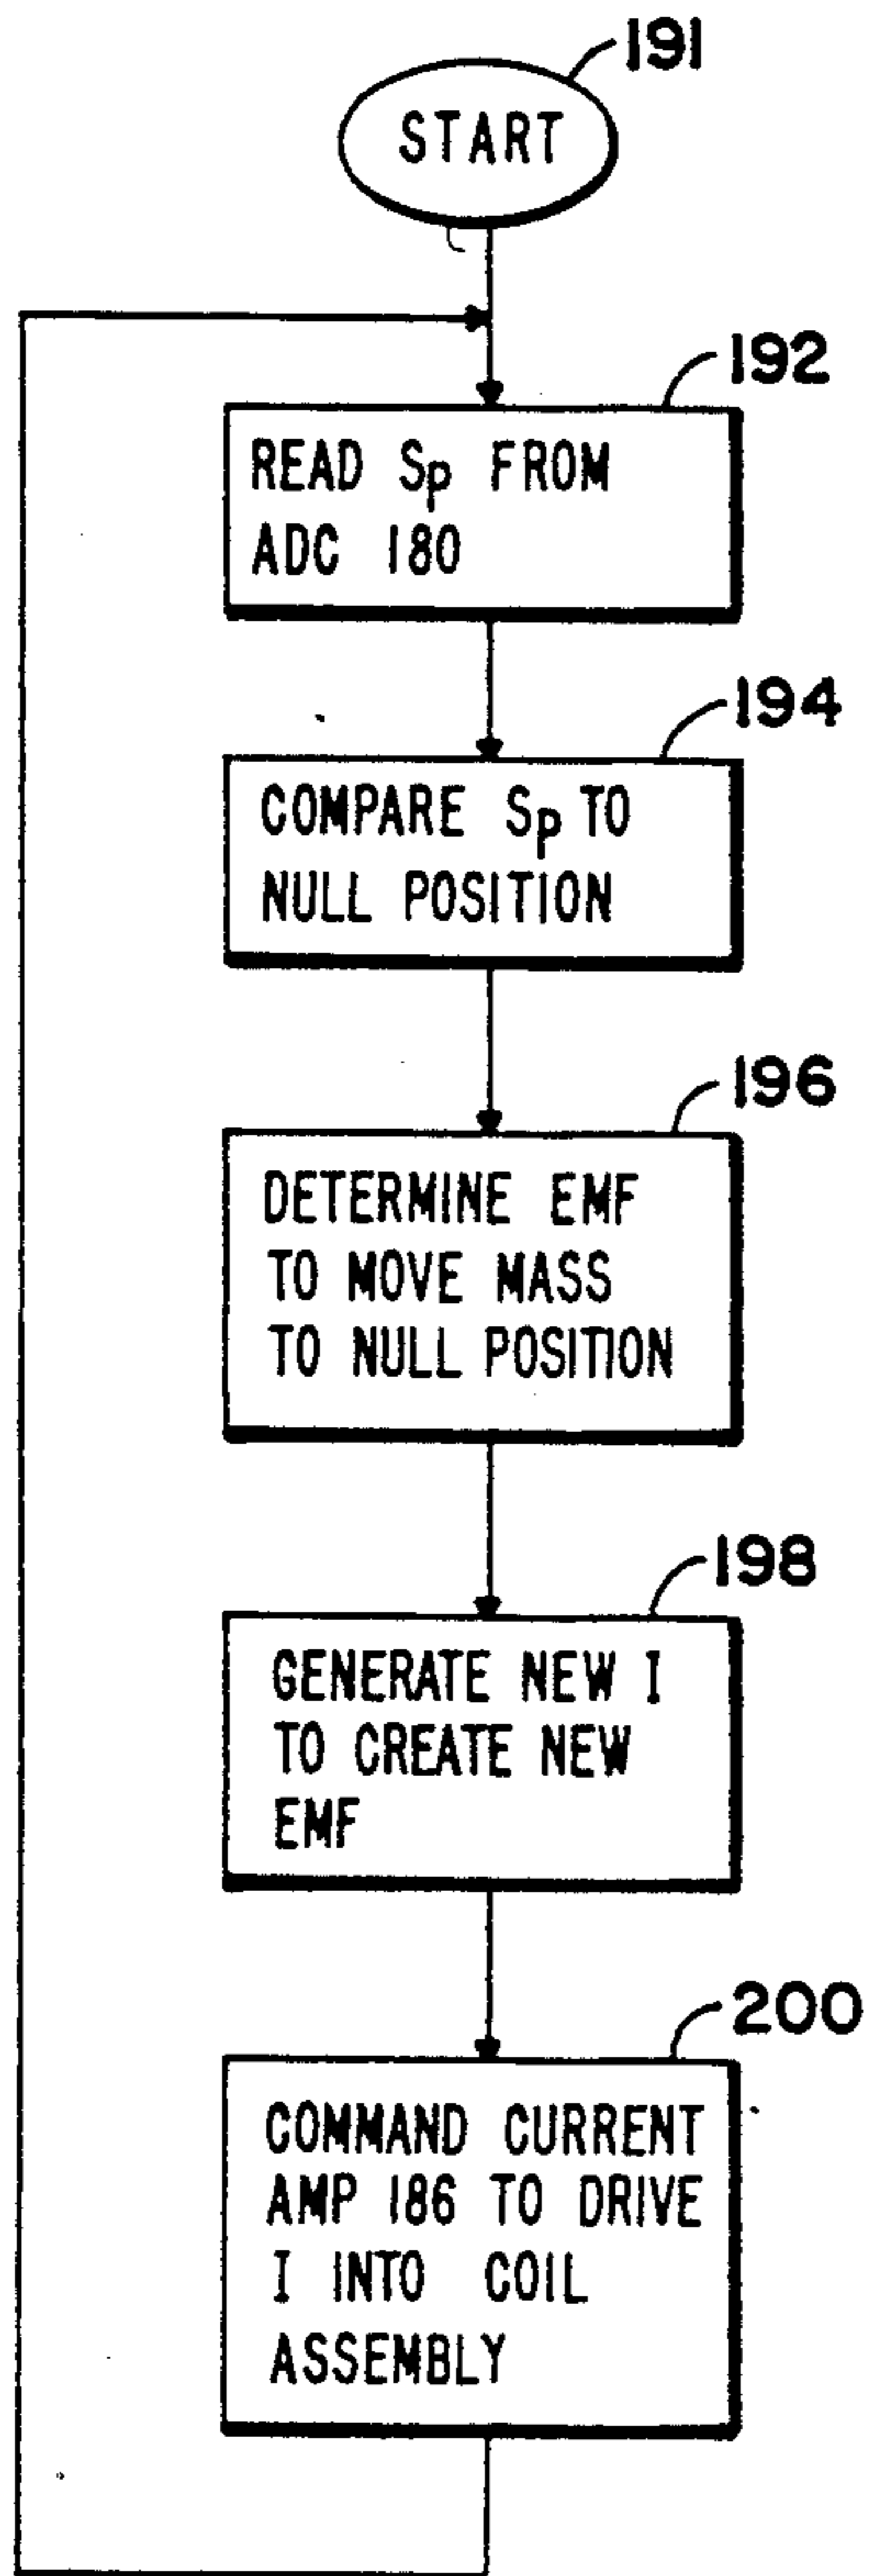 191
START
192
READ Sp FROM
ADC 180
194
COMPARE Sp TO
NULL POSITION
196
DETERMINE EMF
TO MOVE MASS
TO NULL POSITION
198
GENERATE NEW I
TO CREATE NEW
EMF
200
COMMAND CURRENT
AMP 186 TO DRIVE
I INTO COIL
ASSEMBLY